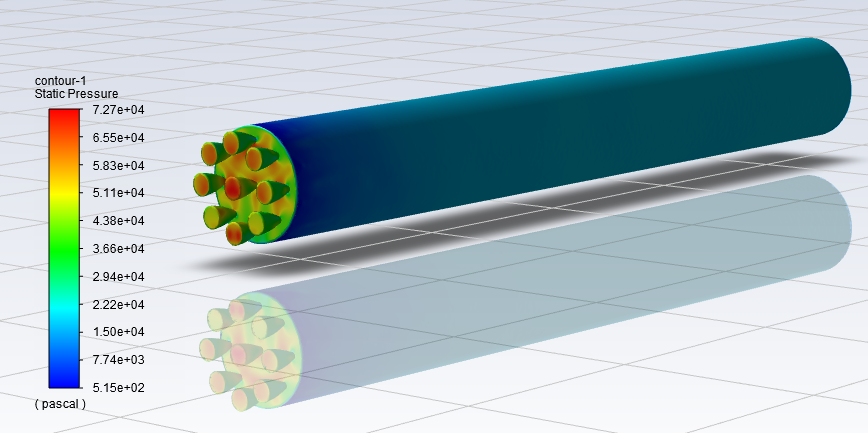 contour-1
Static Pressure
7.27e+04
6.55e+04
5.83e+04
5.11e+04
4.38e+04
3.66e+04
2.94e+04
2.22e+04
1.50e+04
7.74e+03
5.15e+02
( pascal )